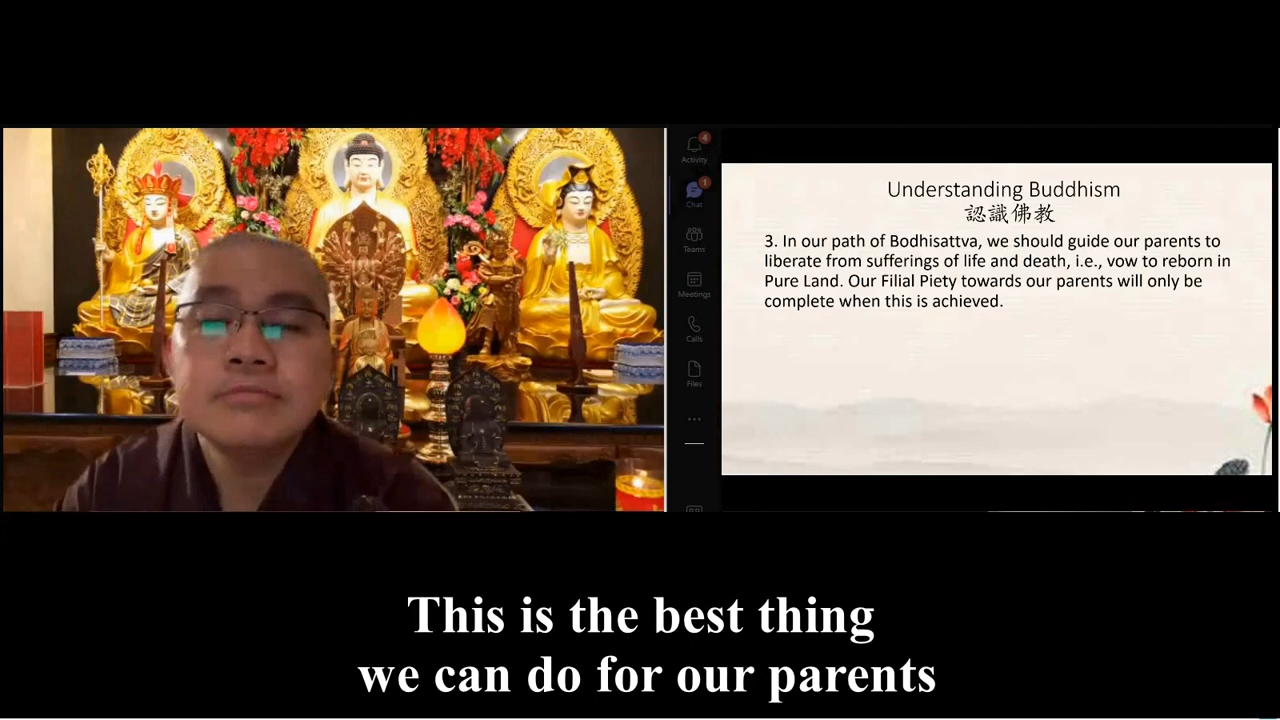 Activity
4
Chat
1
Teams
Meetings
Calls
Files
Understanding Buddhism
認識佛教
3. In our path of Bodhisattva, we should guide our parents to
liberate from sufferings of life and death, i.e., vow to reborn in
Pure Land. Our Filial Piety towards our parents will only be
complete when this is achieved.
This is the best thing
we can do for our parents